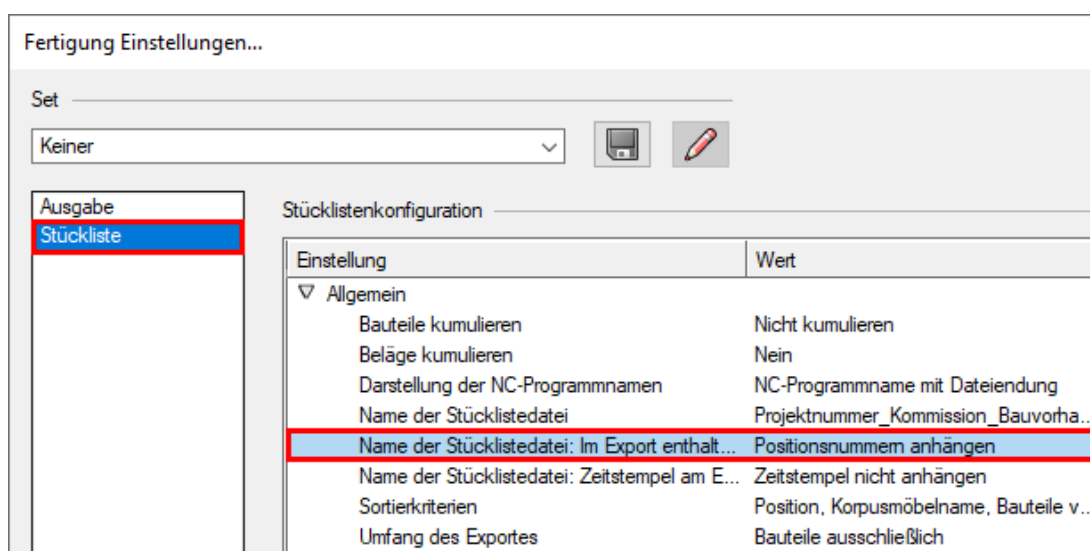 Fertigung Einstellungen...
Set
Keiner
Ausgabe
Stückliste
Stücklistenkonfiguration
Einstellung Wert
Allgemein
Bauteile kumulieren Nicht kumulieren
Beläge kumulieren Nein
Darstellung der NC-Programmnamen NC-Programmname mit Dateiendung
Name der Stücklistedatei Projektnummer_Kommission_Bauvorha...
Name der Stücklistedatei: Im Export enthalt... Positionsnummern anhängen
Name der Stücklistedatei: Zeitstempel am E... Zeitstempel nicht anhängen
Sortierkriterien Position, Korpusmöbelname, Bauteile v...
Umfang des Exportes Bauteile ausschließlich